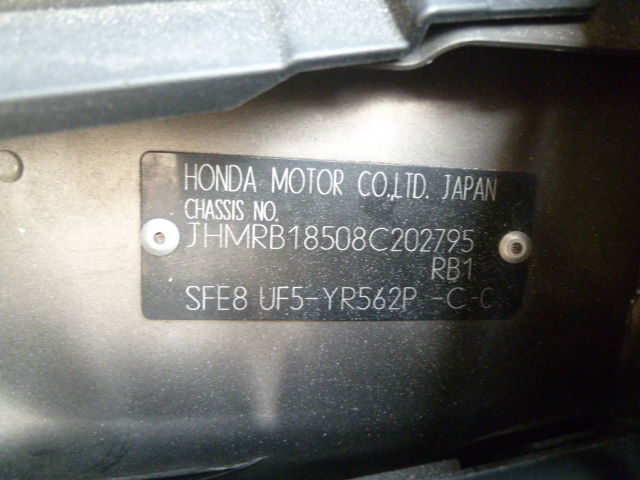 HONDA MOTOR CO.,LTD. JAPAN
CHASSIS NO.
JHMRB18508C202795
RB1
SFE8 UF5-YR562P -C-C